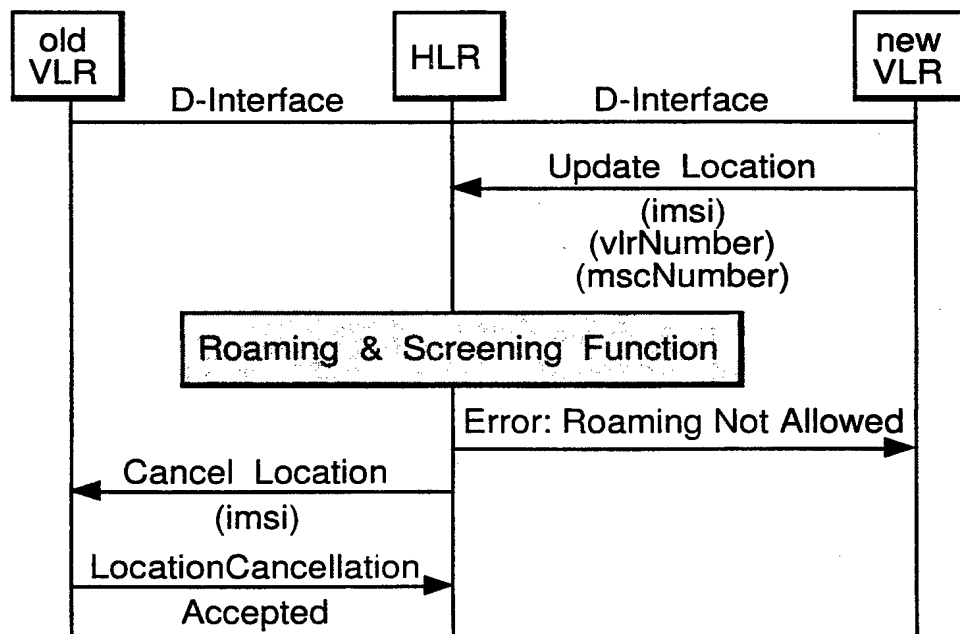 old
VLR
HLR
new
VLR
D-Interface
D-Interface
Update Location
(imsi)
(vlrNumber)
(mscNumber)
Roaming & Screening Function
Error: Roaming Not Allowed
Cancel Location
(imsi)
LocationCancellation
Accepted